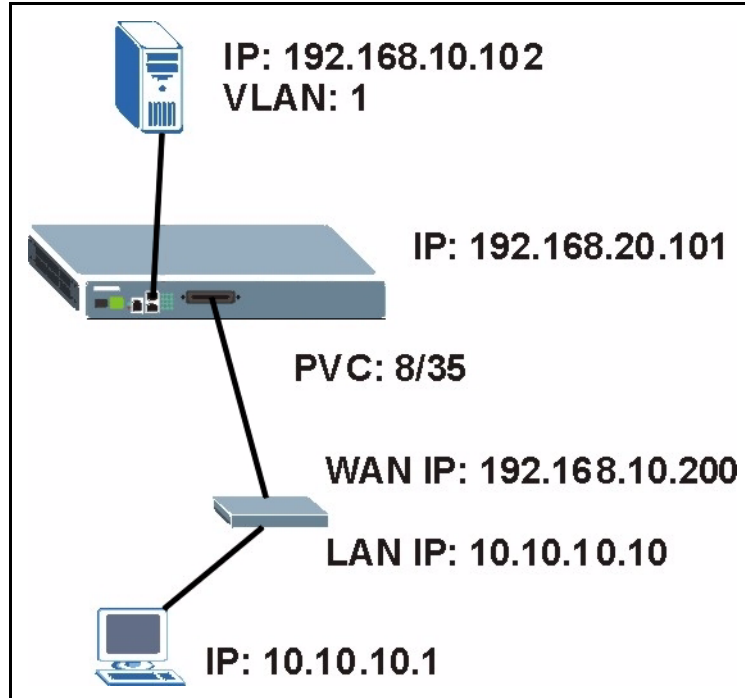 IP: 192.168.10.102
VLAN: 1
IP: 192.168.20.101
PVC: 8/35
WAN IP: 192.168.10.200
LAN IP: 10.10.10.10
IP: 10.10.10.1